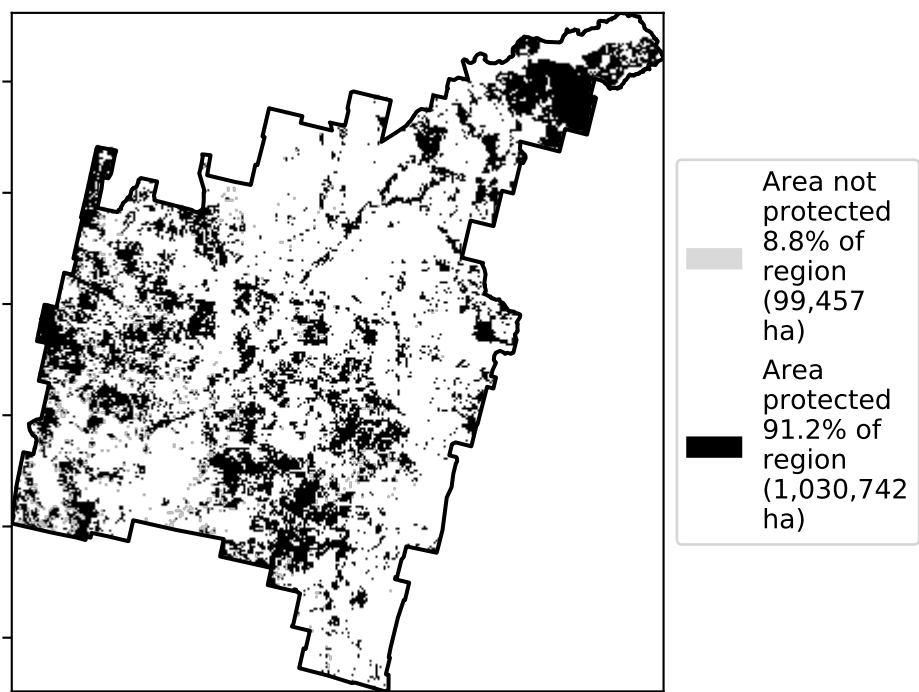 Area not
protected
8.8% of
region
(99,457
ha)
Area
protected
91.2% of
region
(1,030,742
ha)